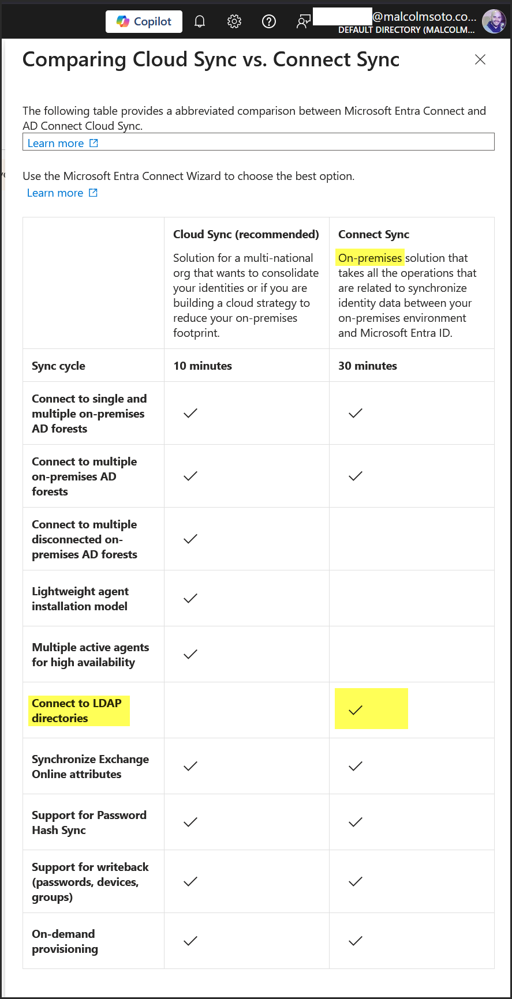 Copilot
@malcolmsoto.co...
DEFAULT DIRECTORY (MALCOLM...
Comparing Cloud Sync vs. Connect Sync
The following table provides a abbreviated comparison between Microsoft Entra Connect and
AD Connect Cloud Sync.
Learn more
Use the Microsoft Entra Connect Wizard to choose the best option.
Learn more
Cloud Sync (recommended)
Solution for a multi-national
org that wants to consolidate
your identities or if you are
building a cloud strategy to
reduce your on-premises
footprint.
Connect Sync
On-premises solution that
takes all the operations that
are related to synchronize
identity data between your
on-premises environment
and Microsoft Entra ID.
Sync cycle
10 minutes
30 minutes
Connect to single and
multiple on-premises
AD forests
Connect to multiple
on-premises AD
forests
Connect to multiple
disconnected on-
premises AD forests
Lightweight agent
installation model
Multiple active agents
for high availability
Connect to LDAP
directories
Synchronize Exchange
Online attributes
Support for Password
Hash Sync
Support for writeback
(passwords, devices,
groups)
On-demand
provisioning